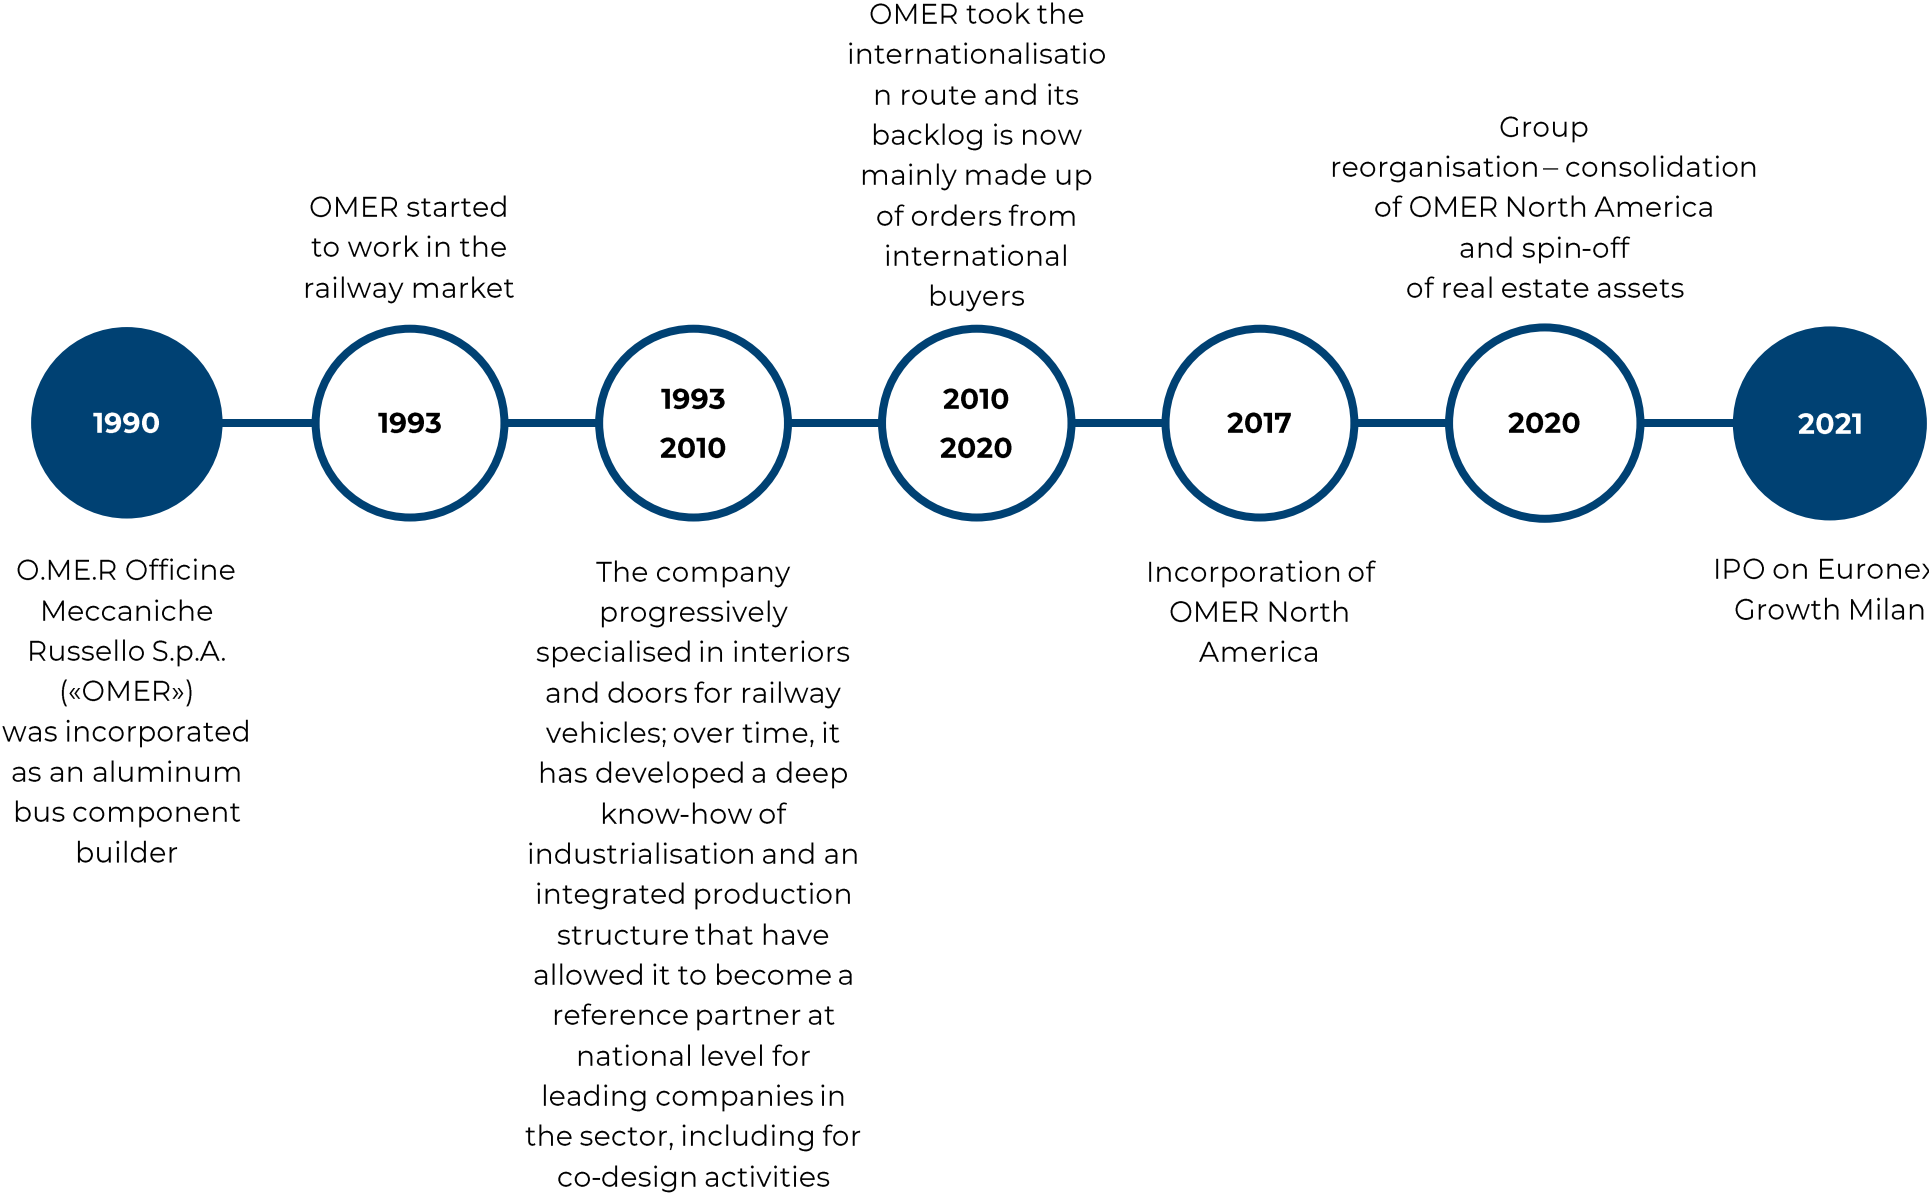 OMER took the
internationalisatio
n route and its
backlog is now
mainly made up
of orders from
international
buyers
Group
reorganisation – consolidation
of OMER North America
and spin-off
of real estate assets
OMER started
to work in the
railway market
1990
1993
1993
2010
2010
2020
2017
2020
2021
O.ME.R Officine
Meccaniche
Russello S.p.A.
(«OMER»)
was incorporated
as an aluminum
bus component
builder
The company
progressively
specialised in interiors
and doors for railway
vehicles; over time, it
has developed a deep
know-how of
industrialisation and an
integrated production
structure that have
allowed it to become a
reference partner at
national level for
leading companies in
the sector, including for
co-design activities
Incorporation of
OMER North
America
IPO on Euronex
Growth Milan